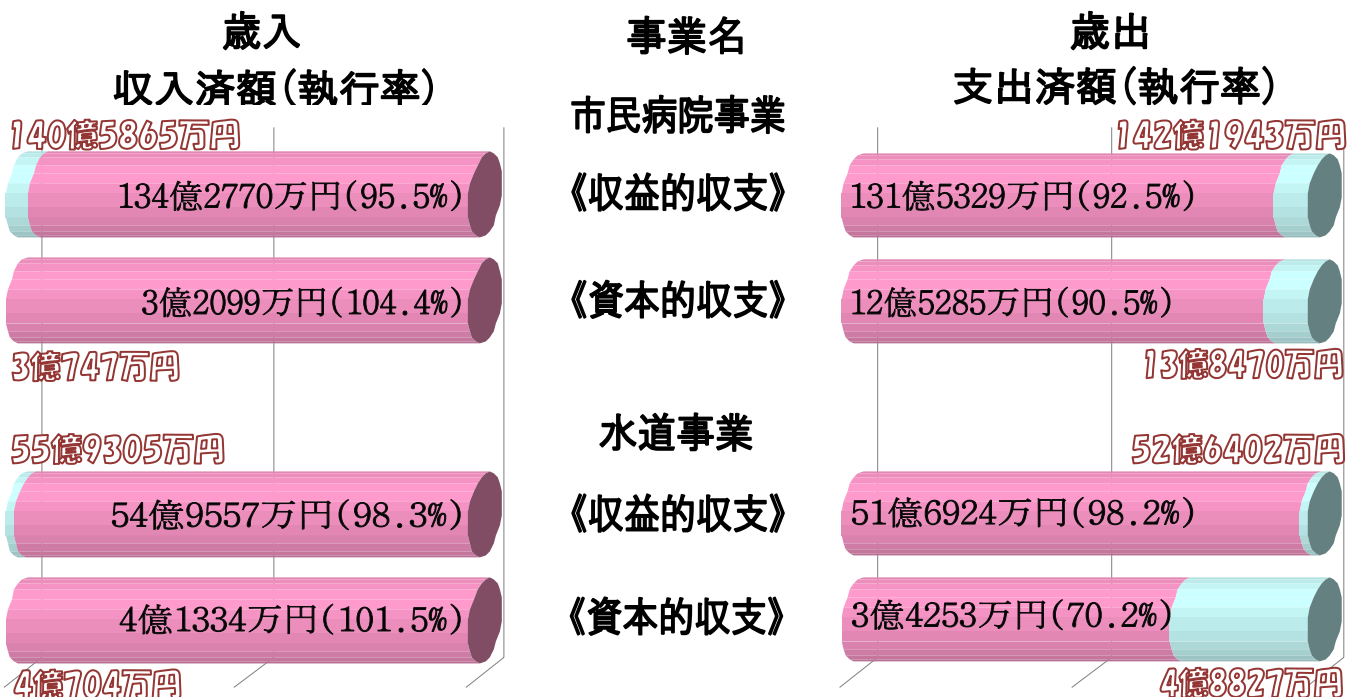 歳入
収入済額(執行率)
事業名
歳出
支出済額(執行率)
市民病院事業
140億5865万円
142億1943万円
134億2770万円(95.5%)
《収益的収支》
131億5329万円(92.5%)
3億2099万円(104.4%)
《資本的収支》
12億5285万円(90.5%)
3億747万円
13億8470万円
水道事業
55億9305万円
52億6402万円
54億9557万円(98.3%)
《収益的収支》
51億6924万円(98.2%)
4億1334万円(101.5%)
《資本的収支》
3億4253万円(70.2%)
4億704万円
4億8827万円